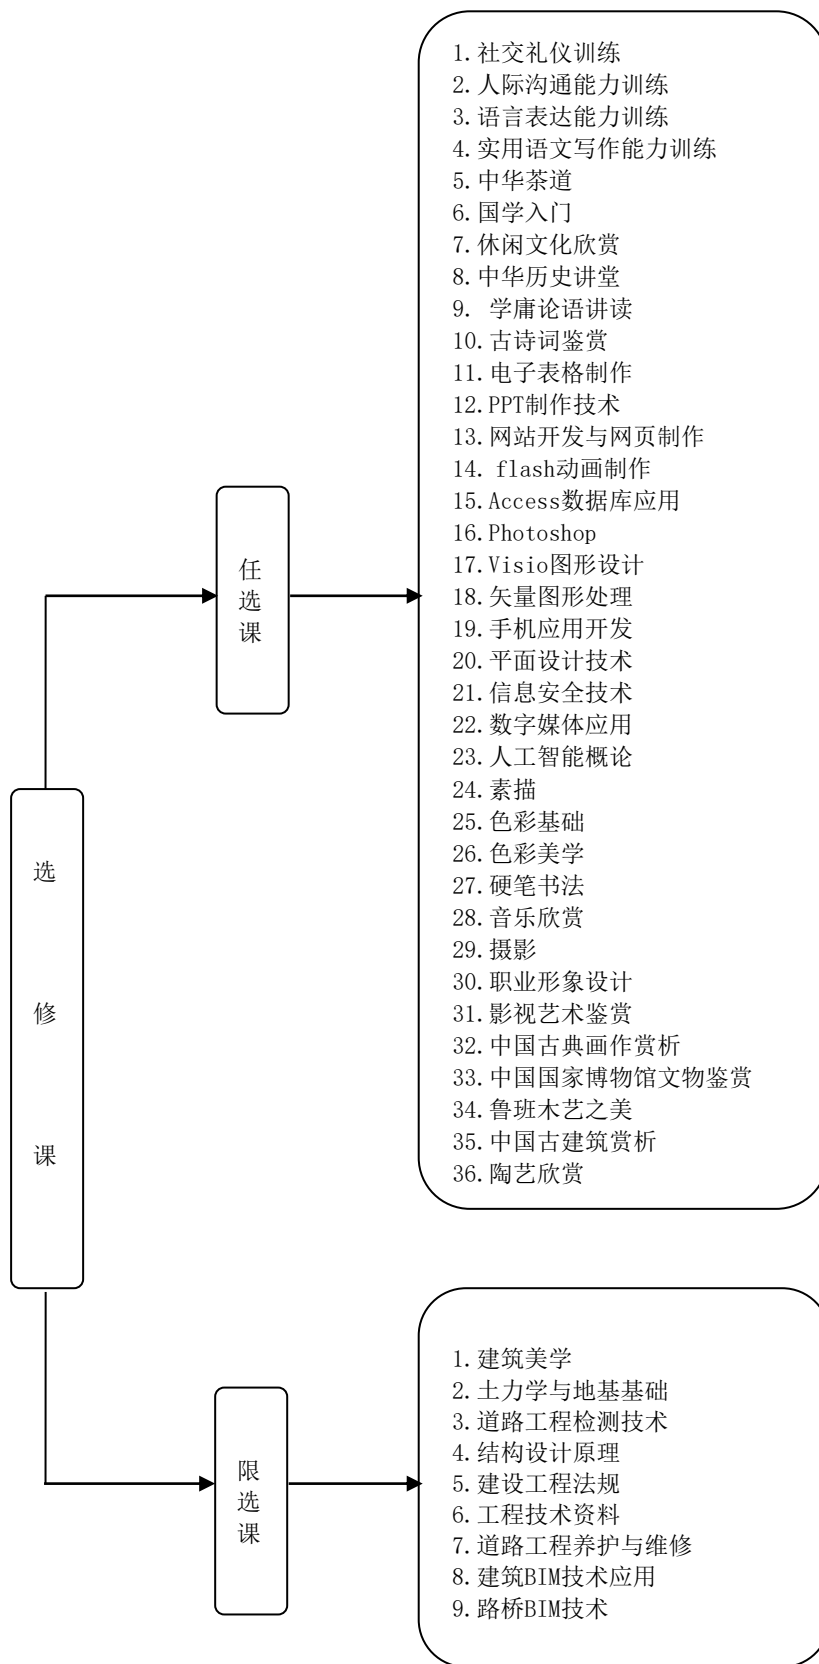 选修课
任选课
1.社交礼仪训练
2.人际沟通能力训练
3.语言表达能力训练
4.实用语文写作能力训练
5.中华茶道
6.国学入门
7.休闲文化欣赏
8.中华历史讲堂
9. 学庸论语讲读
10.古诗词鉴赏
11.电子表格制作
12.PPT制作技术
13.网站开发与网页制作
14. flash动画制作
15.Access数据库应用
16.Photoshop
17.Visio图形设计
18.矢量图形处理
19.手机应用开发
20.平面设计技术
21.信息安全技术
22.数字媒体应用
23.人工智能概论
24.素描
25.色彩基础
26.色彩美学
27.硬笔书法
28.音乐欣赏
29.摄影
30.职业形象设计
31.影视艺术鉴赏
32.中国古典画作赏析
33.中国国家博物馆文物鉴赏
34.鲁班木艺之美
35.中国古建筑赏析
36.陶艺欣赏
限选课
1.建筑美学
2.土力学与地基基础
3.道路工程检测技术
4.结构设计原理
5.建设工程法规
6.工程技术资料
7.道路工程养护与维修
8.建筑BIM技术应用
9.路桥BIM技术